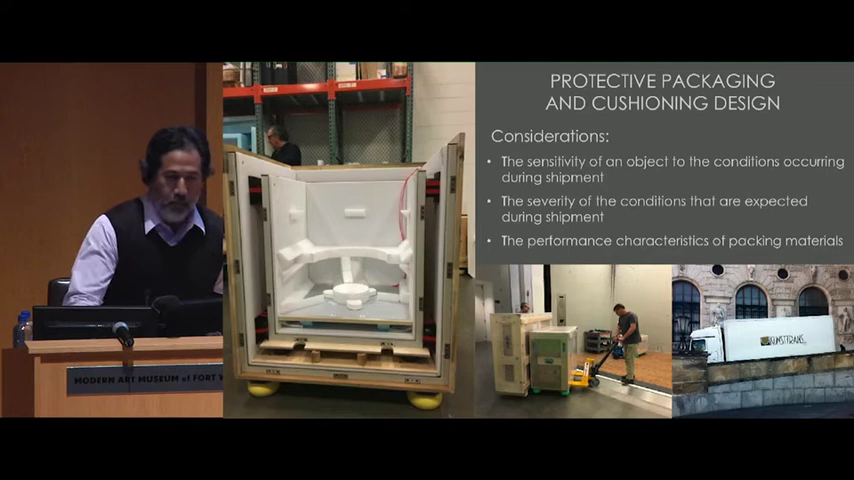 PROTECTIVE PACKAGING
AND CUSHIONING DESIGN
Considerations:
• The sensitivity of an object to the conditions occurring
during shipment
• The severity of the conditions that are expected
during shipment
• The performance characteristics of packing materials
MODERN ART MUSEUM OF FORT W
KUNSTTRANS